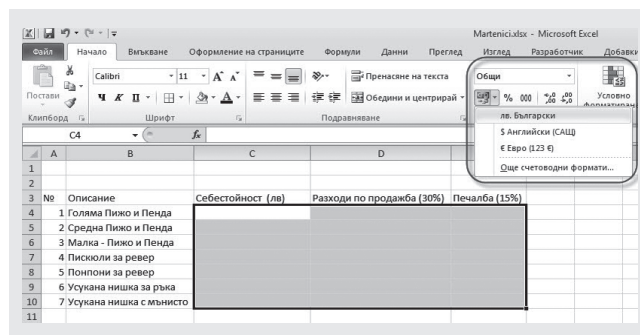 Martenici.xlsx - Microsoft Excel
Файл Начало Вмъкване Оформление на страниците Формули Данни Преглед Изглед Разработчик Добавки
Постави
Calibri 11
Ч К П
Пренасяне на текста
Обедини и центрирай
Общи
% 000
Условно
форматиран
Клипборд Шрифт Подравняване
лв. Български
$ Английски (САЩ)
€ Евро (123 €)
Още счетоводни формати...
C4 fx
A B C D
1
2
3 № Описание Себестойност (лв) Разходи по продажба (30%) Печалба (15%)
4 1 Голяма Пижо и Пенда
5 2 Средна Пижо и Пенда
6 3 Малка - Пижо и Пенда
7 4 Пискюли за ревер
8 5 Понпони за ревер
9 6 Усукана нишка за ръка
10 7 Усукана нишка с мънисто
11